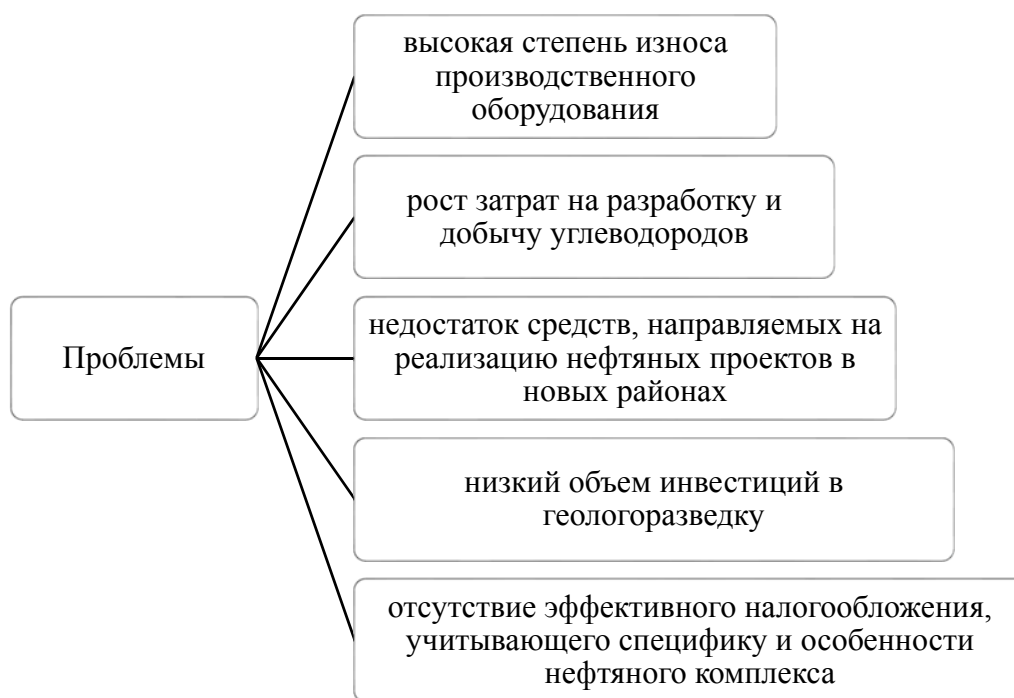 высокая степень износа
производственного
оборудования
рост затрат на разработку и
добычу углеводородов
Проблемы
недостаток средств, направляемых на
реализацию нефтяных проектов в
новых районах
низкий объем инвестиций в
геологоразведку
отсутствие эффективного налогообложения,
учитывающего специфику и особенности
нефтяного комплекса